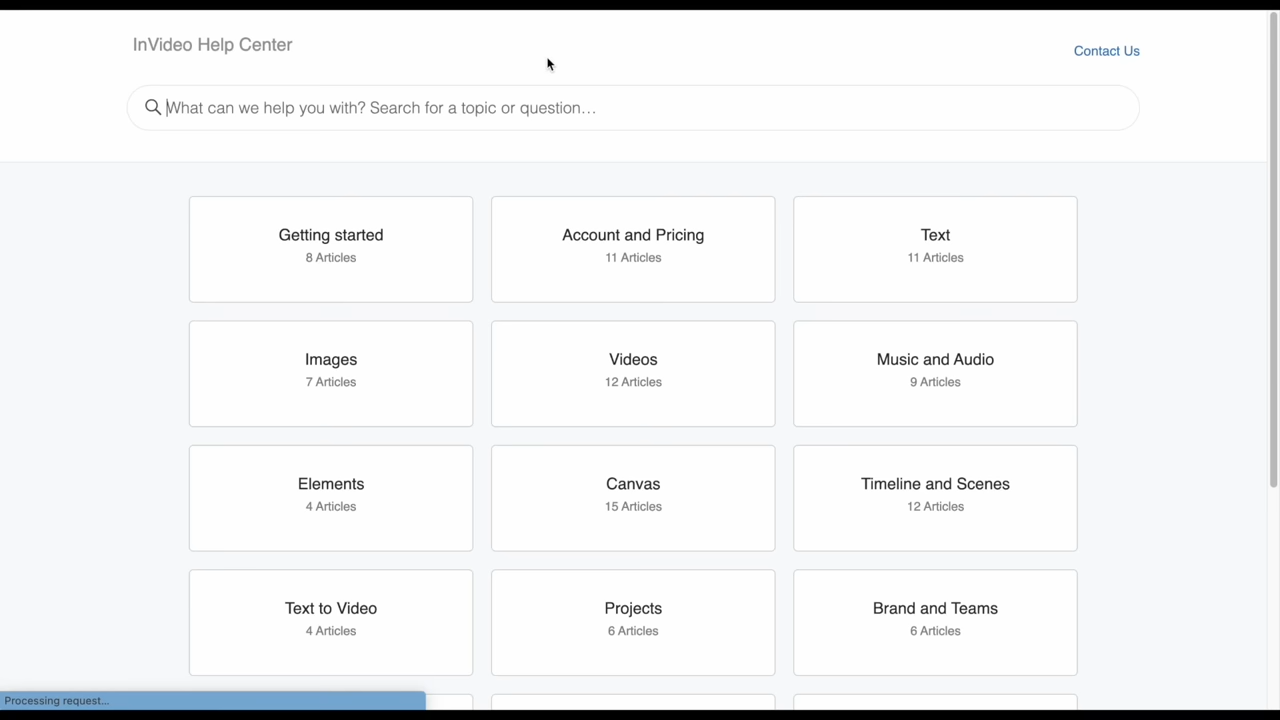 InVideo Help Center
Contact Us
What can we help you with? Search for a topic or question...
Getting started
8 Articles
Account and Pricing
11 Articles
Text
11 Articles
Images
7 Articles
Videos
12 Articles
Music and Audio
9 Articles
Elements
4 Articles
Canvas
15 Articles
Timeline and Scenes
12 Articles
Text to Video
4 Articles
Projects
6 Articles
Brand and Teams
6 Articles
Processing request...